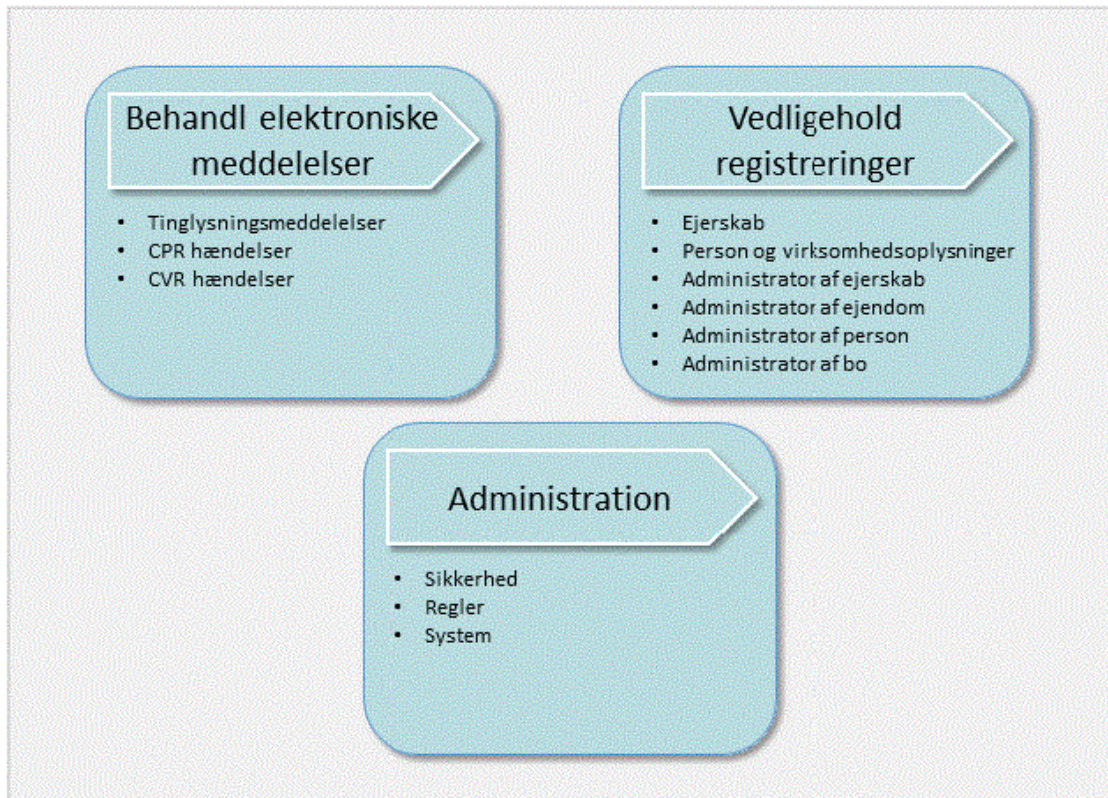 Behandl elektroniske
meddelelser
• Tinglysningsmeddelelser
• CPR hændelser
• CVR hændelser
Vedligehold
registreringer
• Ejerskab
• Person og virksomhedsoplysninger
• Administrator af ejerskab
• Administrator af ejendom
• Administrator af person
• Administrator af bo
Administration
• Sikkerhed
• Regler
• System